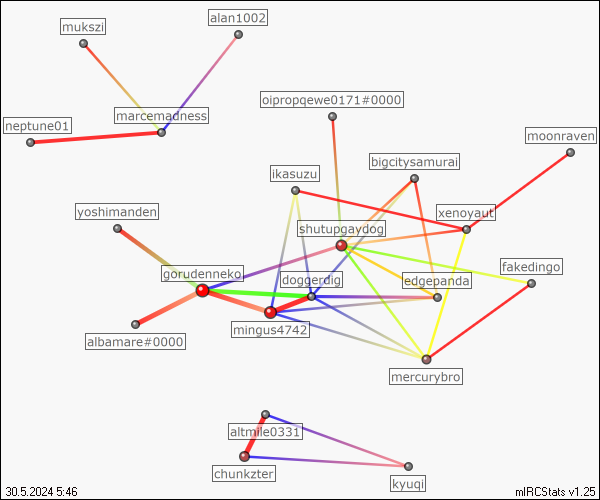 alan1002
mukszi
oipropqewe0171#0000
marcemadness
neptune01
moonraven
bigcitysamurai
ikasuzu
yoshimanden
xenoyaut
shutupgaydog
fakedingo
gorudenneko
doggerdig
edgepanda
mingus4742
albamare#0000
mercurybro
altmile0331
chunkzter
kyuqi
30.5.2024 5:46
mIRCStats v1.25